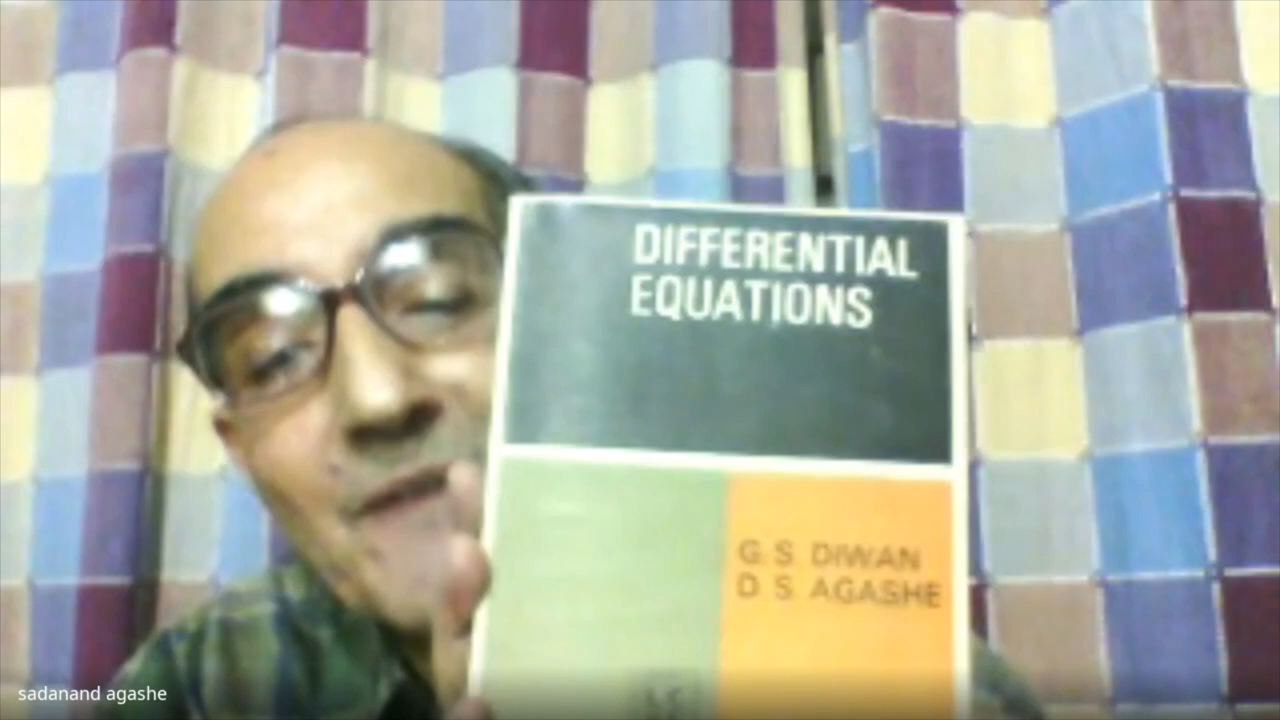 DIFFERENTIAL
EQUATIONS
G. S. DIWAN
D. S. AGASHE
sadanand agashe